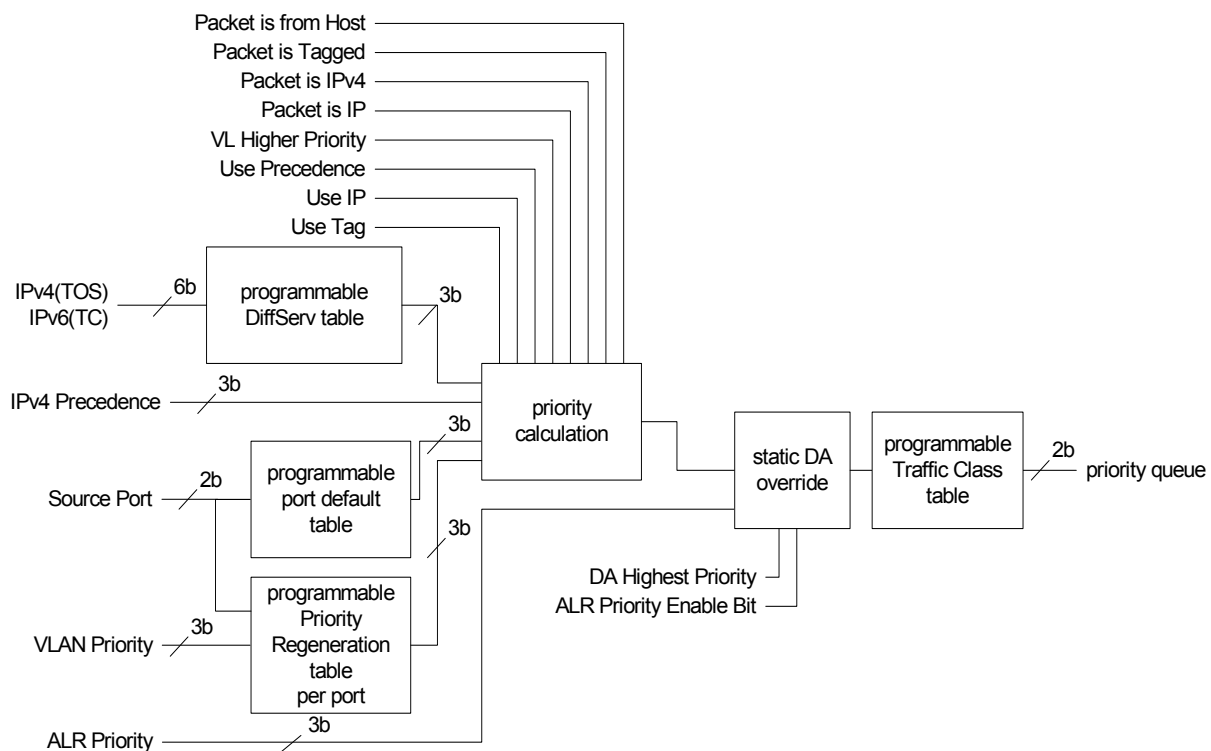 Packet is from Host
Packet is Tagged
Packet is IPv4
Packet is IP
VL Higher Priority
Use Precedence
Use IP
Use Tag
IPv4(TOS)
IPv6(TC)
6b
programmable
DiffServ table
3b
IPv4 Precedence
3b
priority
calculation
Source Port
2b
programmable
port default
table
3b
static DA
override
programmable
Traffic Class
table
2b
priority queue
VLAN Priority
3b
programmable
Priority
Regeneration
table
per port
3b
DA Highest Priority
ALR Priority Enable Bit
ALR Priority
3b